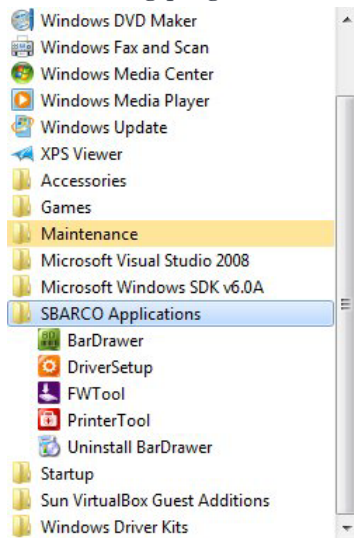 Windows DVD Maker
Windows Fax and Scan
Windows Media Center
Windows Media Player
Windows Update
XPS Viewer
Accessories
Games
Maintenance
Microsoft Visual Studio 2008
Microsoft Windows SDK v6.0A
SBARCO Applications
BarDrawer
DriverSetup
FWTool
PrinterTool
Uninstall BarDrawer
Startup
Sun VirtualBox Guest Additions
Windows Driver Kits